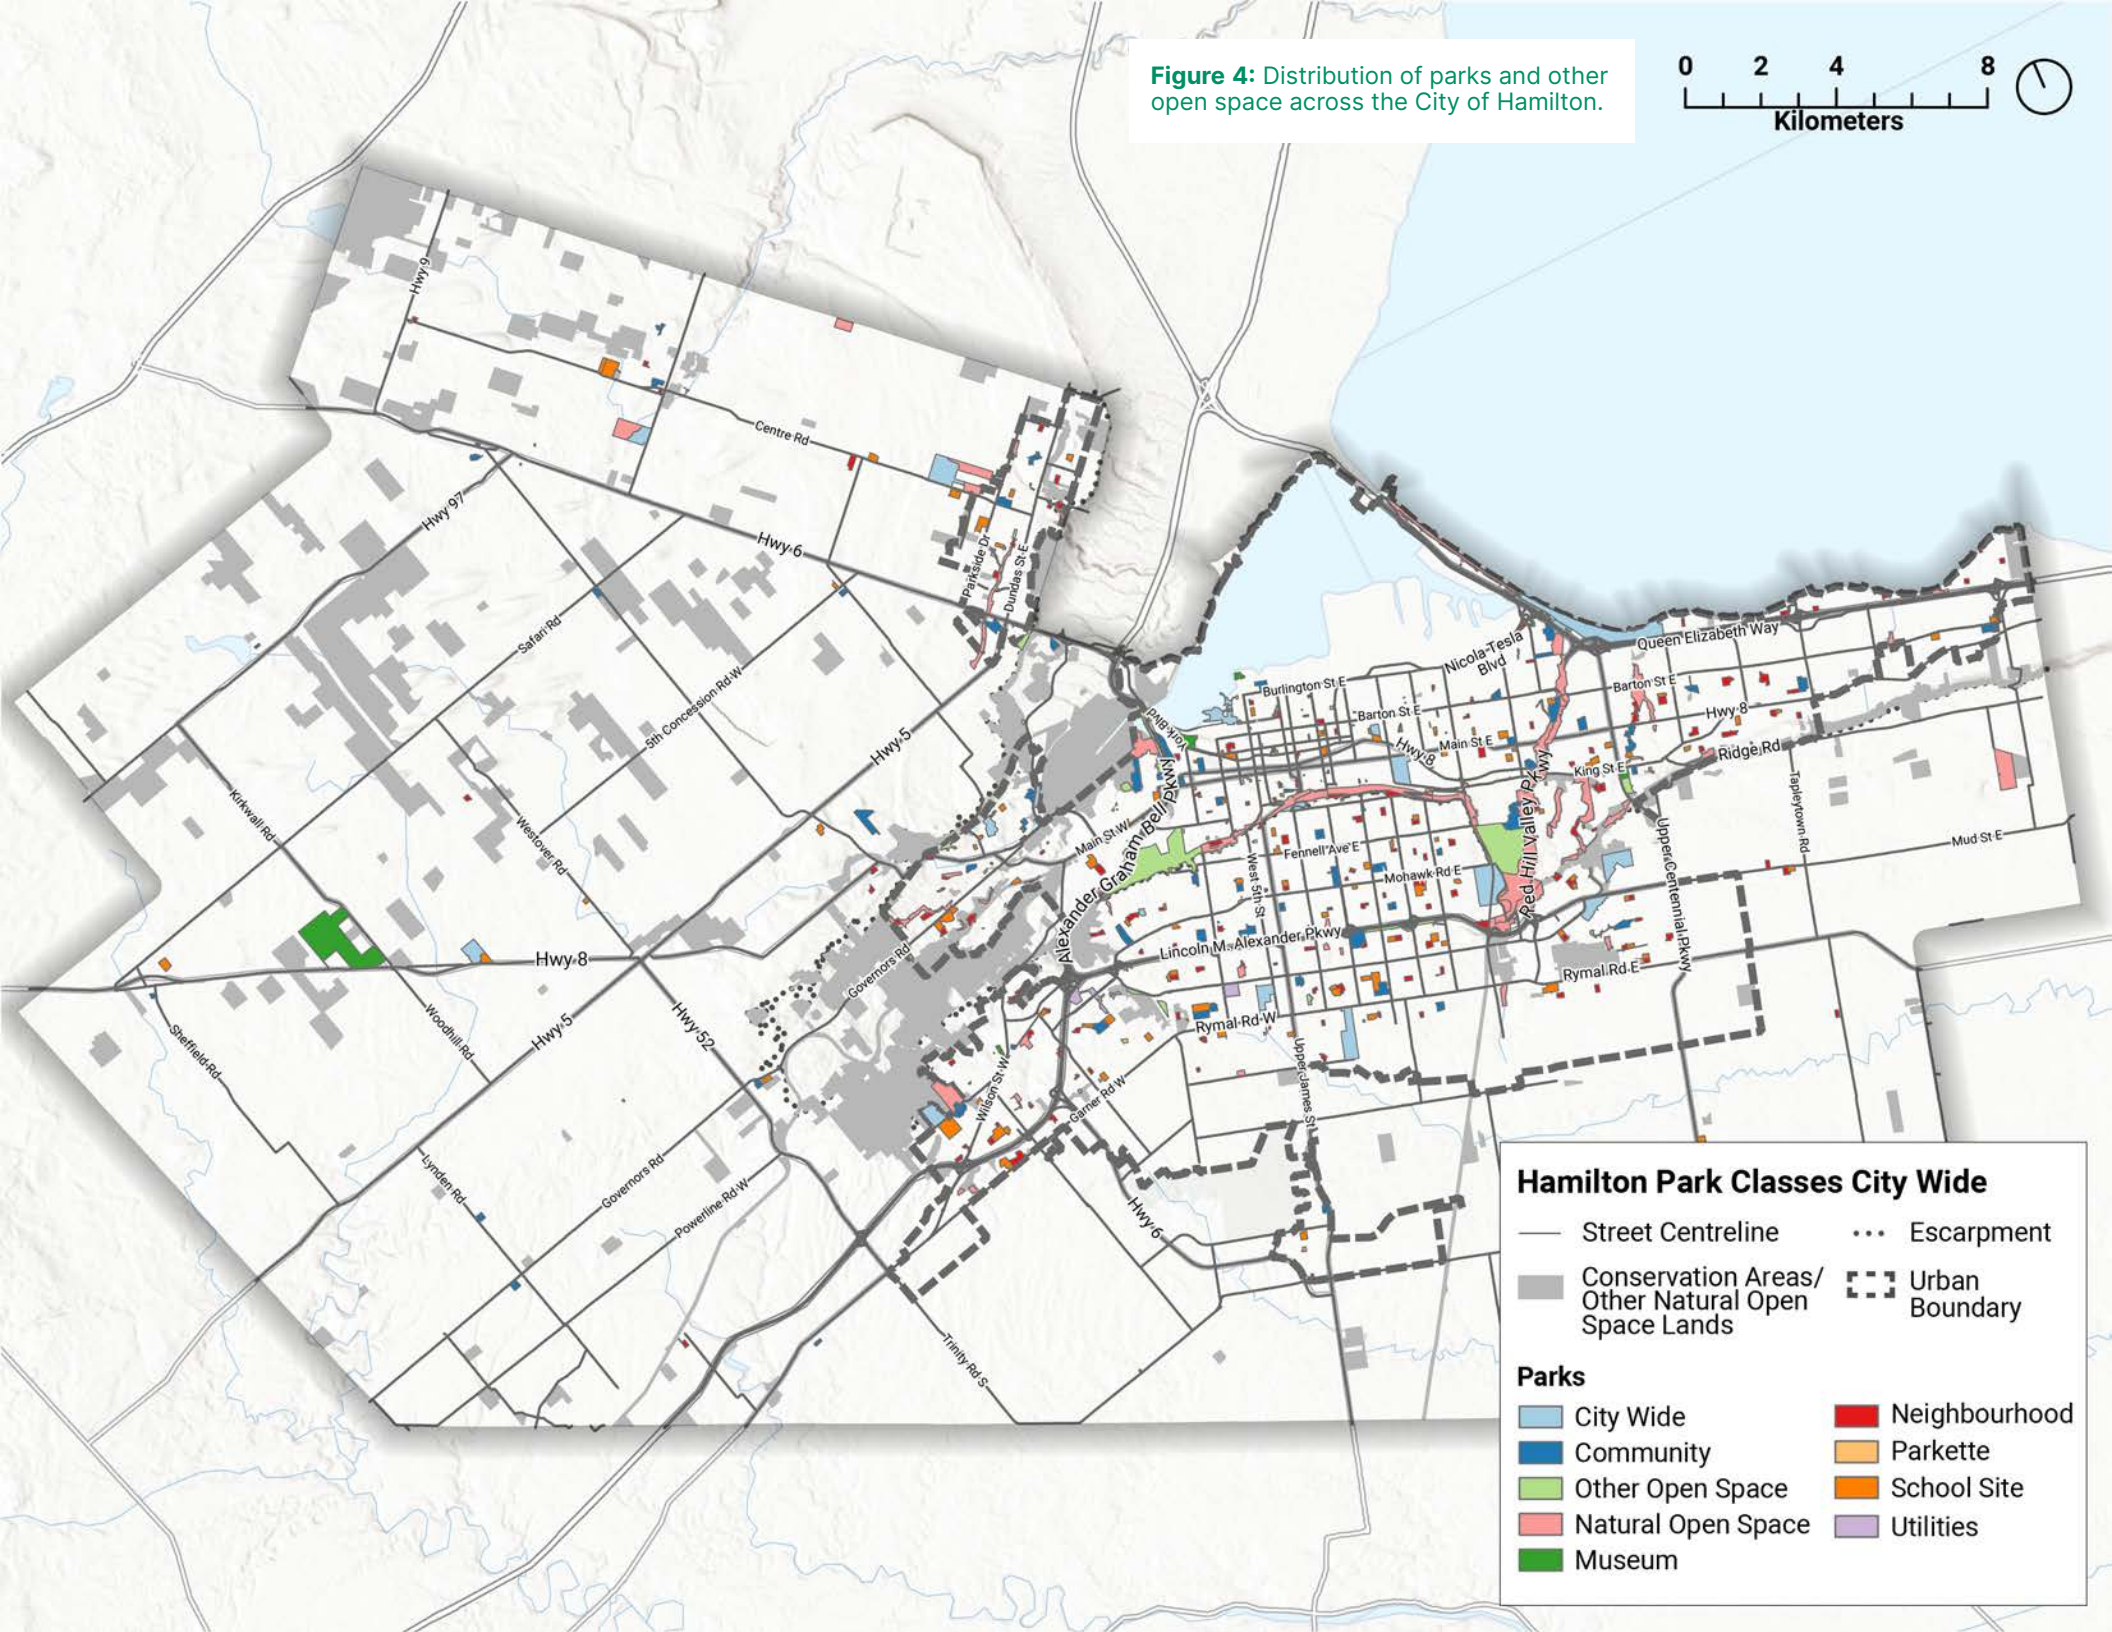 Figure 4: Distribution of parks and other
open space across the City of Hamilton.
0 2 4 8
Kilometers
Hwy 9
Centre Rd
Hwy 97
Hwy 6
Parkside Dr
Dundas St E
Safari Rd
5th Concession Rd W
Hwy 5
Kirkwall Rd
Westover Rd
York Blvd
Burlington St E
Nicola Tesla
Blvd
Queen Elizabeth Way
Barton St E
Barton St E
Hwy 8
Hwy 8
Main St E
King St E
Ridge Rd
Main St W
Alexander Graham Bell Pkwy
Red Hill Valley Pkwy
Fennell Ave E
West 5th St
Mohawk Rd E
Upper Centennial Pkwy
Tapleytown Rd
Mud St E
Lincoln M. Alexander Pkwy
Rymal Rd E
Rymal Rd W
Governors Rd
Hwy 8
Hwy 5
Hwy 52
Woodhill Rd
Sheffield Rd
Upper James St
Wilson St W
Garner Rd W
Lynden Rd
Governors Rd
Powerline Rd W
Hwy 6
Trinity Rd S
Hamilton Park Classes City Wide
Street Centreline
Escarpment
Conservation Areas/
Other Natural Open
Space Lands
Urban
Boundary
Parks
City Wide
Community
Other Open Space
Natural Open Space
Museum
Neighbourhood
Parkette
School Site
Utilities